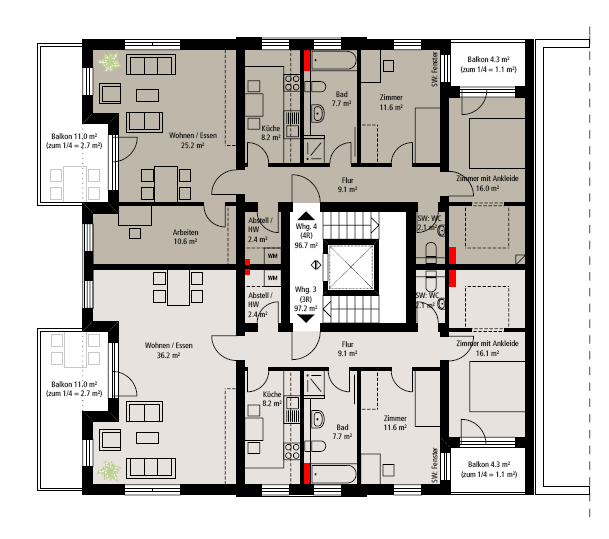 Balkon 4.3 m²
(zum 1/4 = 1.1 m²)
SW: Fenster
Bad
7.7 m²
Zimmer
11.6 m²
Küche
8.2 m²
Balkon 11.0 m²
(zum 1/4 = 2.7 m²)
Wohnen / Essen
25.2 m²
Flur
9.1 m²
Zimmer mit Ankleide
16.0 m²
Abstell /
HW
2.4 m²
Whg. 4
(4R)
96.7 m²
SW: WC
2.1 m²
Arbeiten
10.6 m²
WM
WM
Whg. 3
(3R)
97.2 m²
Abstell /
HW
2.4 m²
SW: WC
2.1 m²
Wohnen / Essen
36.2 m²
Flur
9.1 m²
Zimmer mit Ankleide
16.1 m²
Balkon 11.0 m²
(zum 1/4 = 2.7 m²)
Küche
8.2 m²
Bad
7.7 m²
Zimmer
11.6 m²
SW: Fenster
Balkon 4.3 m²
(zum 1/4 = 1.1 m²)